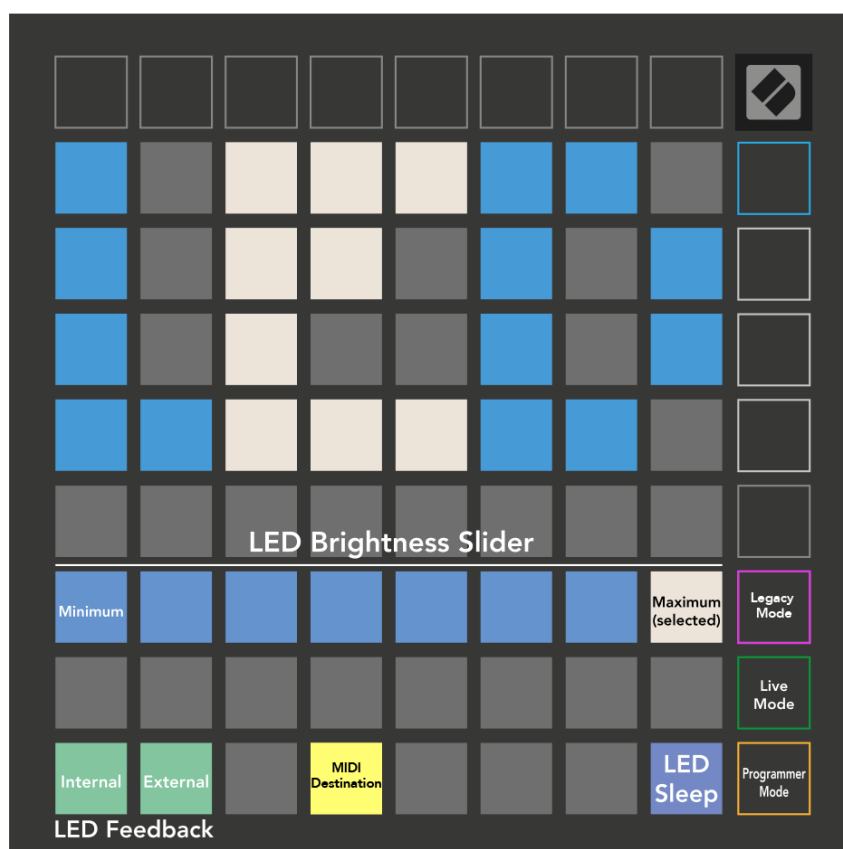 LED Brightness Slider
Minimum
Maximum
(selected)
Legacy
Mode
Live
Mode
Internal
External
MIDI
Destination
LED
Sleep
Programmer
Mode
LED Feedback